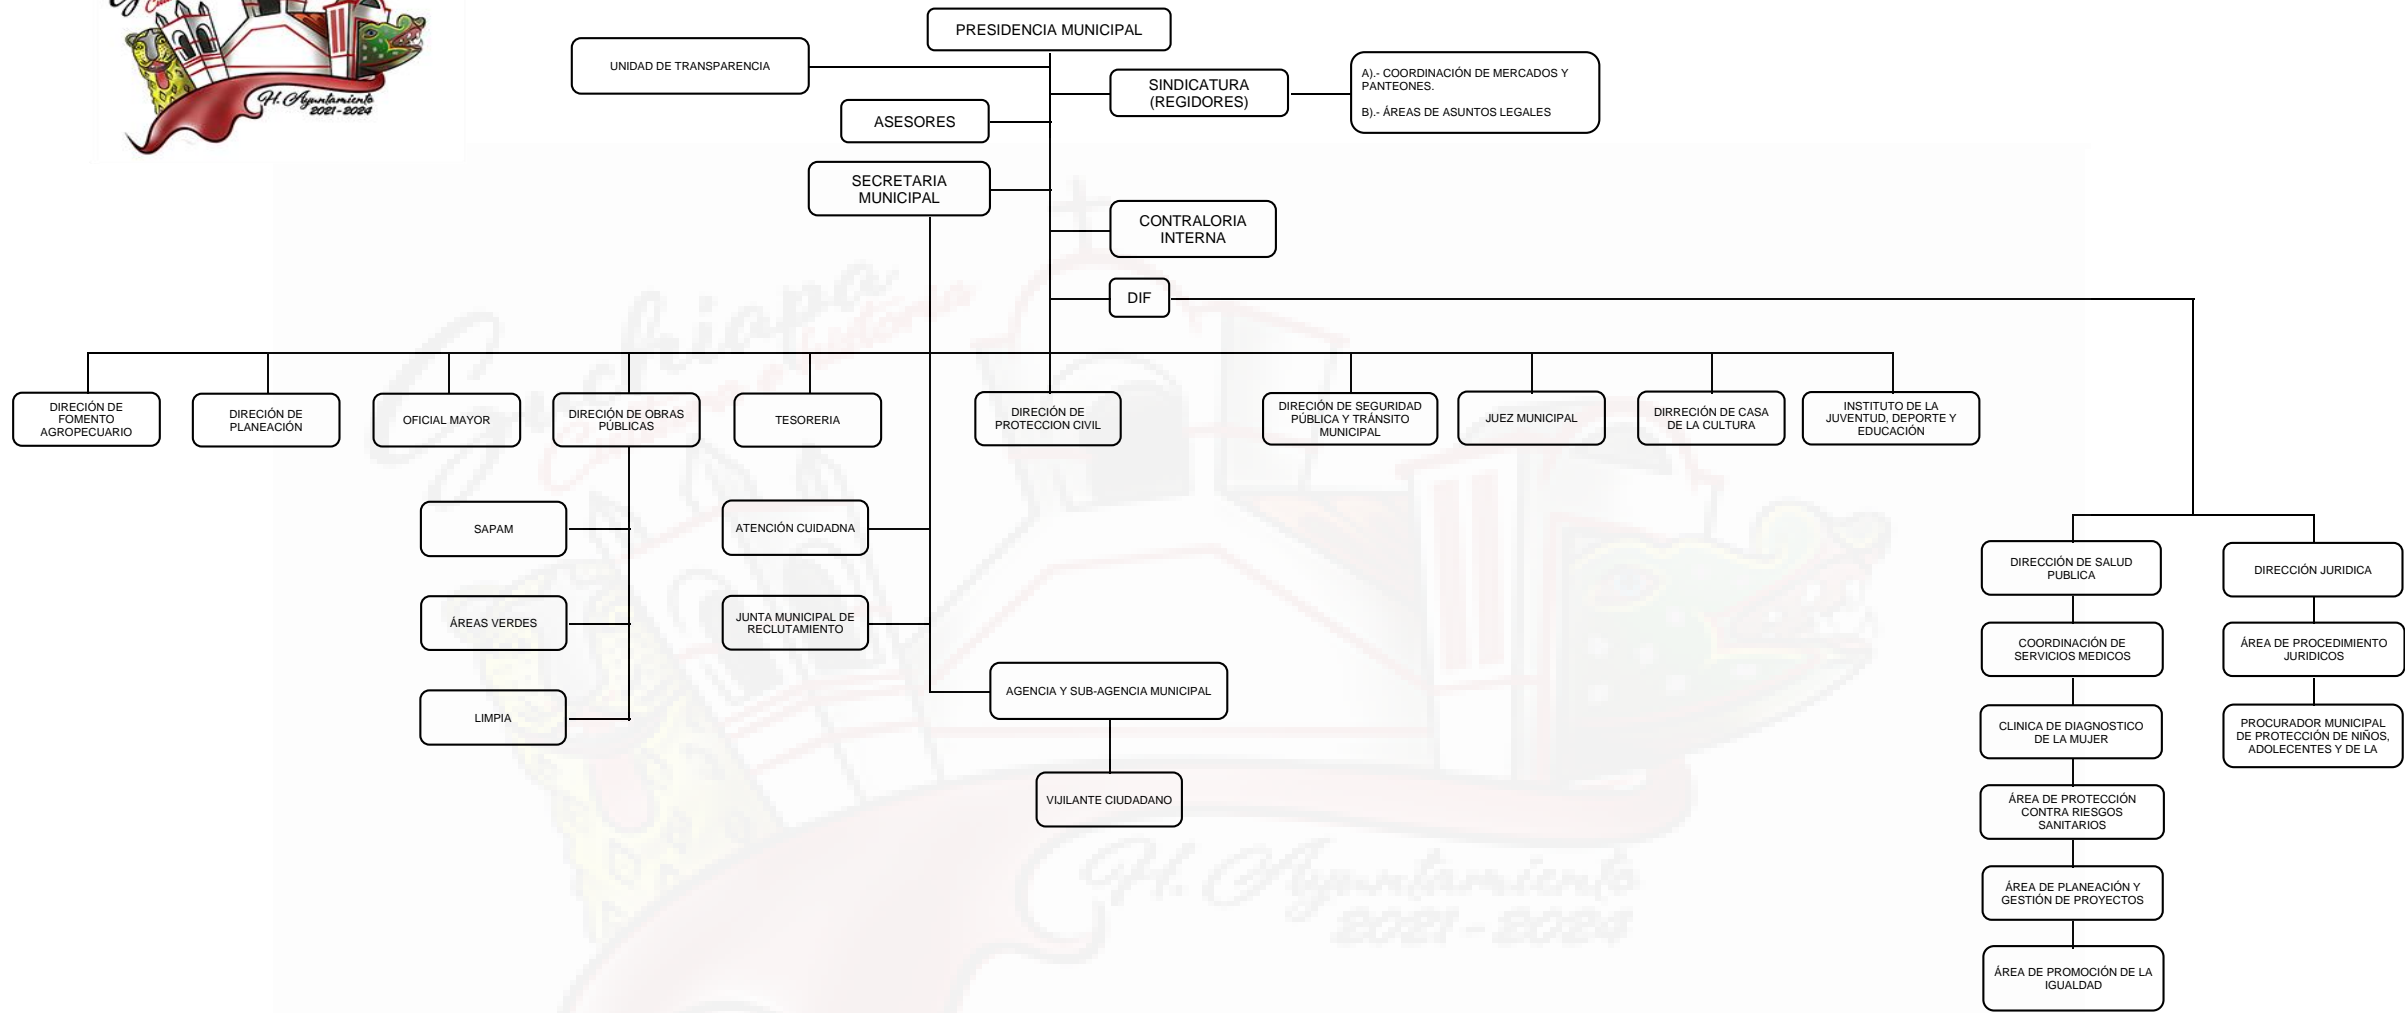 H. Ayuntamiento
2021-2024
PRESIDENCIA MUNICIPAL
UNIDAD DE TRANSPARENCIA
SINDICATURA
(REGIDORES)
A).- COORDINACIÓN DE MERCADOS Y
PANTEONES.
B).- ÁREAS DE ASUNTOS LEGALES
ASESORES
SECRETARIA
MUNICIPAL
CONTRALORIA
INTERNA
DIF
DIRECIÓN DE
FOMENTO
AGROPECUARIO
DIRECIÓN DE
PLANEACIÓN
OFICIAL MAYOR
DIRECIÓN DE OBRAS
PÚBLICAS
TESORERIA
DIRECIÓN DE
PROTECCION CIVIL
DIRECIÓN DE SEGURIDAD
PÚBLICA Y TRÁNSITO
MUNICIPAL
JUEZ MUNICIPAL
DIRRECIÓN DE CASA
DE LA CULTURA
INSTITUTO DE LA
JUVENTUD, DEPORTE Y
EDUCACIÓN
SAPAM
ÁREAS VERDES
LIMPIA
ATENCIÓN CUIDADNA
JUNTA MUNICIPAL DE
RECLUTAMIENTO
AGENCIA Y SUB-AGENCIA MUNICIPAL
VIJILANTE CIUDADANO
DIRECCIÓN DE SALUD
PUBLICA
COORDINACIÓN DE
SERVICIOS MEDICOS
CLINICA DE DIAGNOSTICO
DE LA MUJER
ÁREA DE PROTECCIÓN
CONTRA RIESGOS
SANITARIOS
ÁREA DE PLANEACIÓN Y
GESTIÓN DE PROYECTOS
ÁREA DE PROMOCIÓN DE LA
IGUALDAD
DIRECCIÓN JURIDICA
ÁREA DE PROCEDIMIENTO
JURIDICOS
PROCURADOR MUNICIPAL
DE PROTECCIÓN DE NIÑOS,
ADOLECENTES Y DE LA
Suchiapa
H. Ayuntamiento
2021-2024